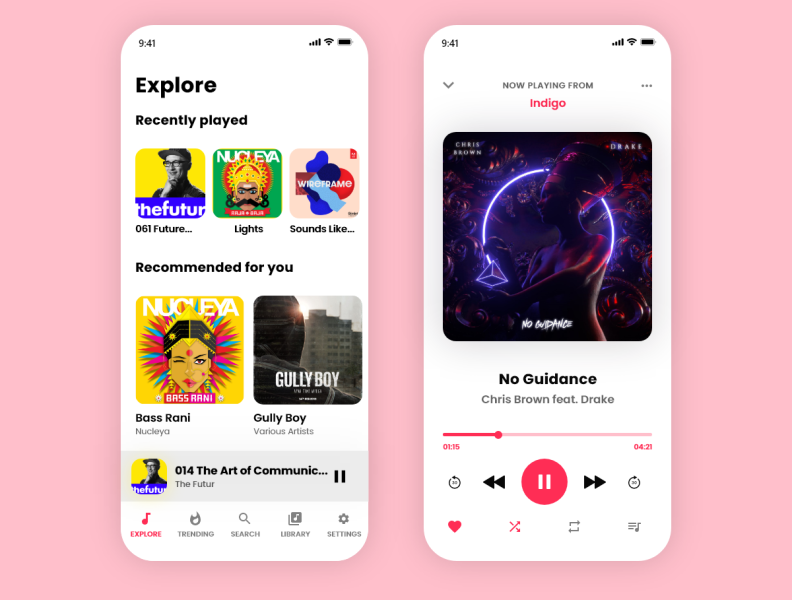 9:41
Explore
Recently played
thefutur
NUCLEYA
RAJA BAJA
WIREFRAME
061 Future...
Lights
Sounds Like...
Recommended for you
NUCLEYA
BASS RANI
GULLY BOY
Bass Rani
Gully Boy
Nucleya
Various Artists
thefutur
014 The Art of Communic...
The Futur
EXPLORE
TRENDING
SEARCH
LIBRARY
SETTINGS
9:41
NOW PLAYING FROM
Indigo
CHRIS
BROWN
DRAKE
NO GUIDANCE
No Guidance
Chris Brown feat. Drake
01:15
04:21